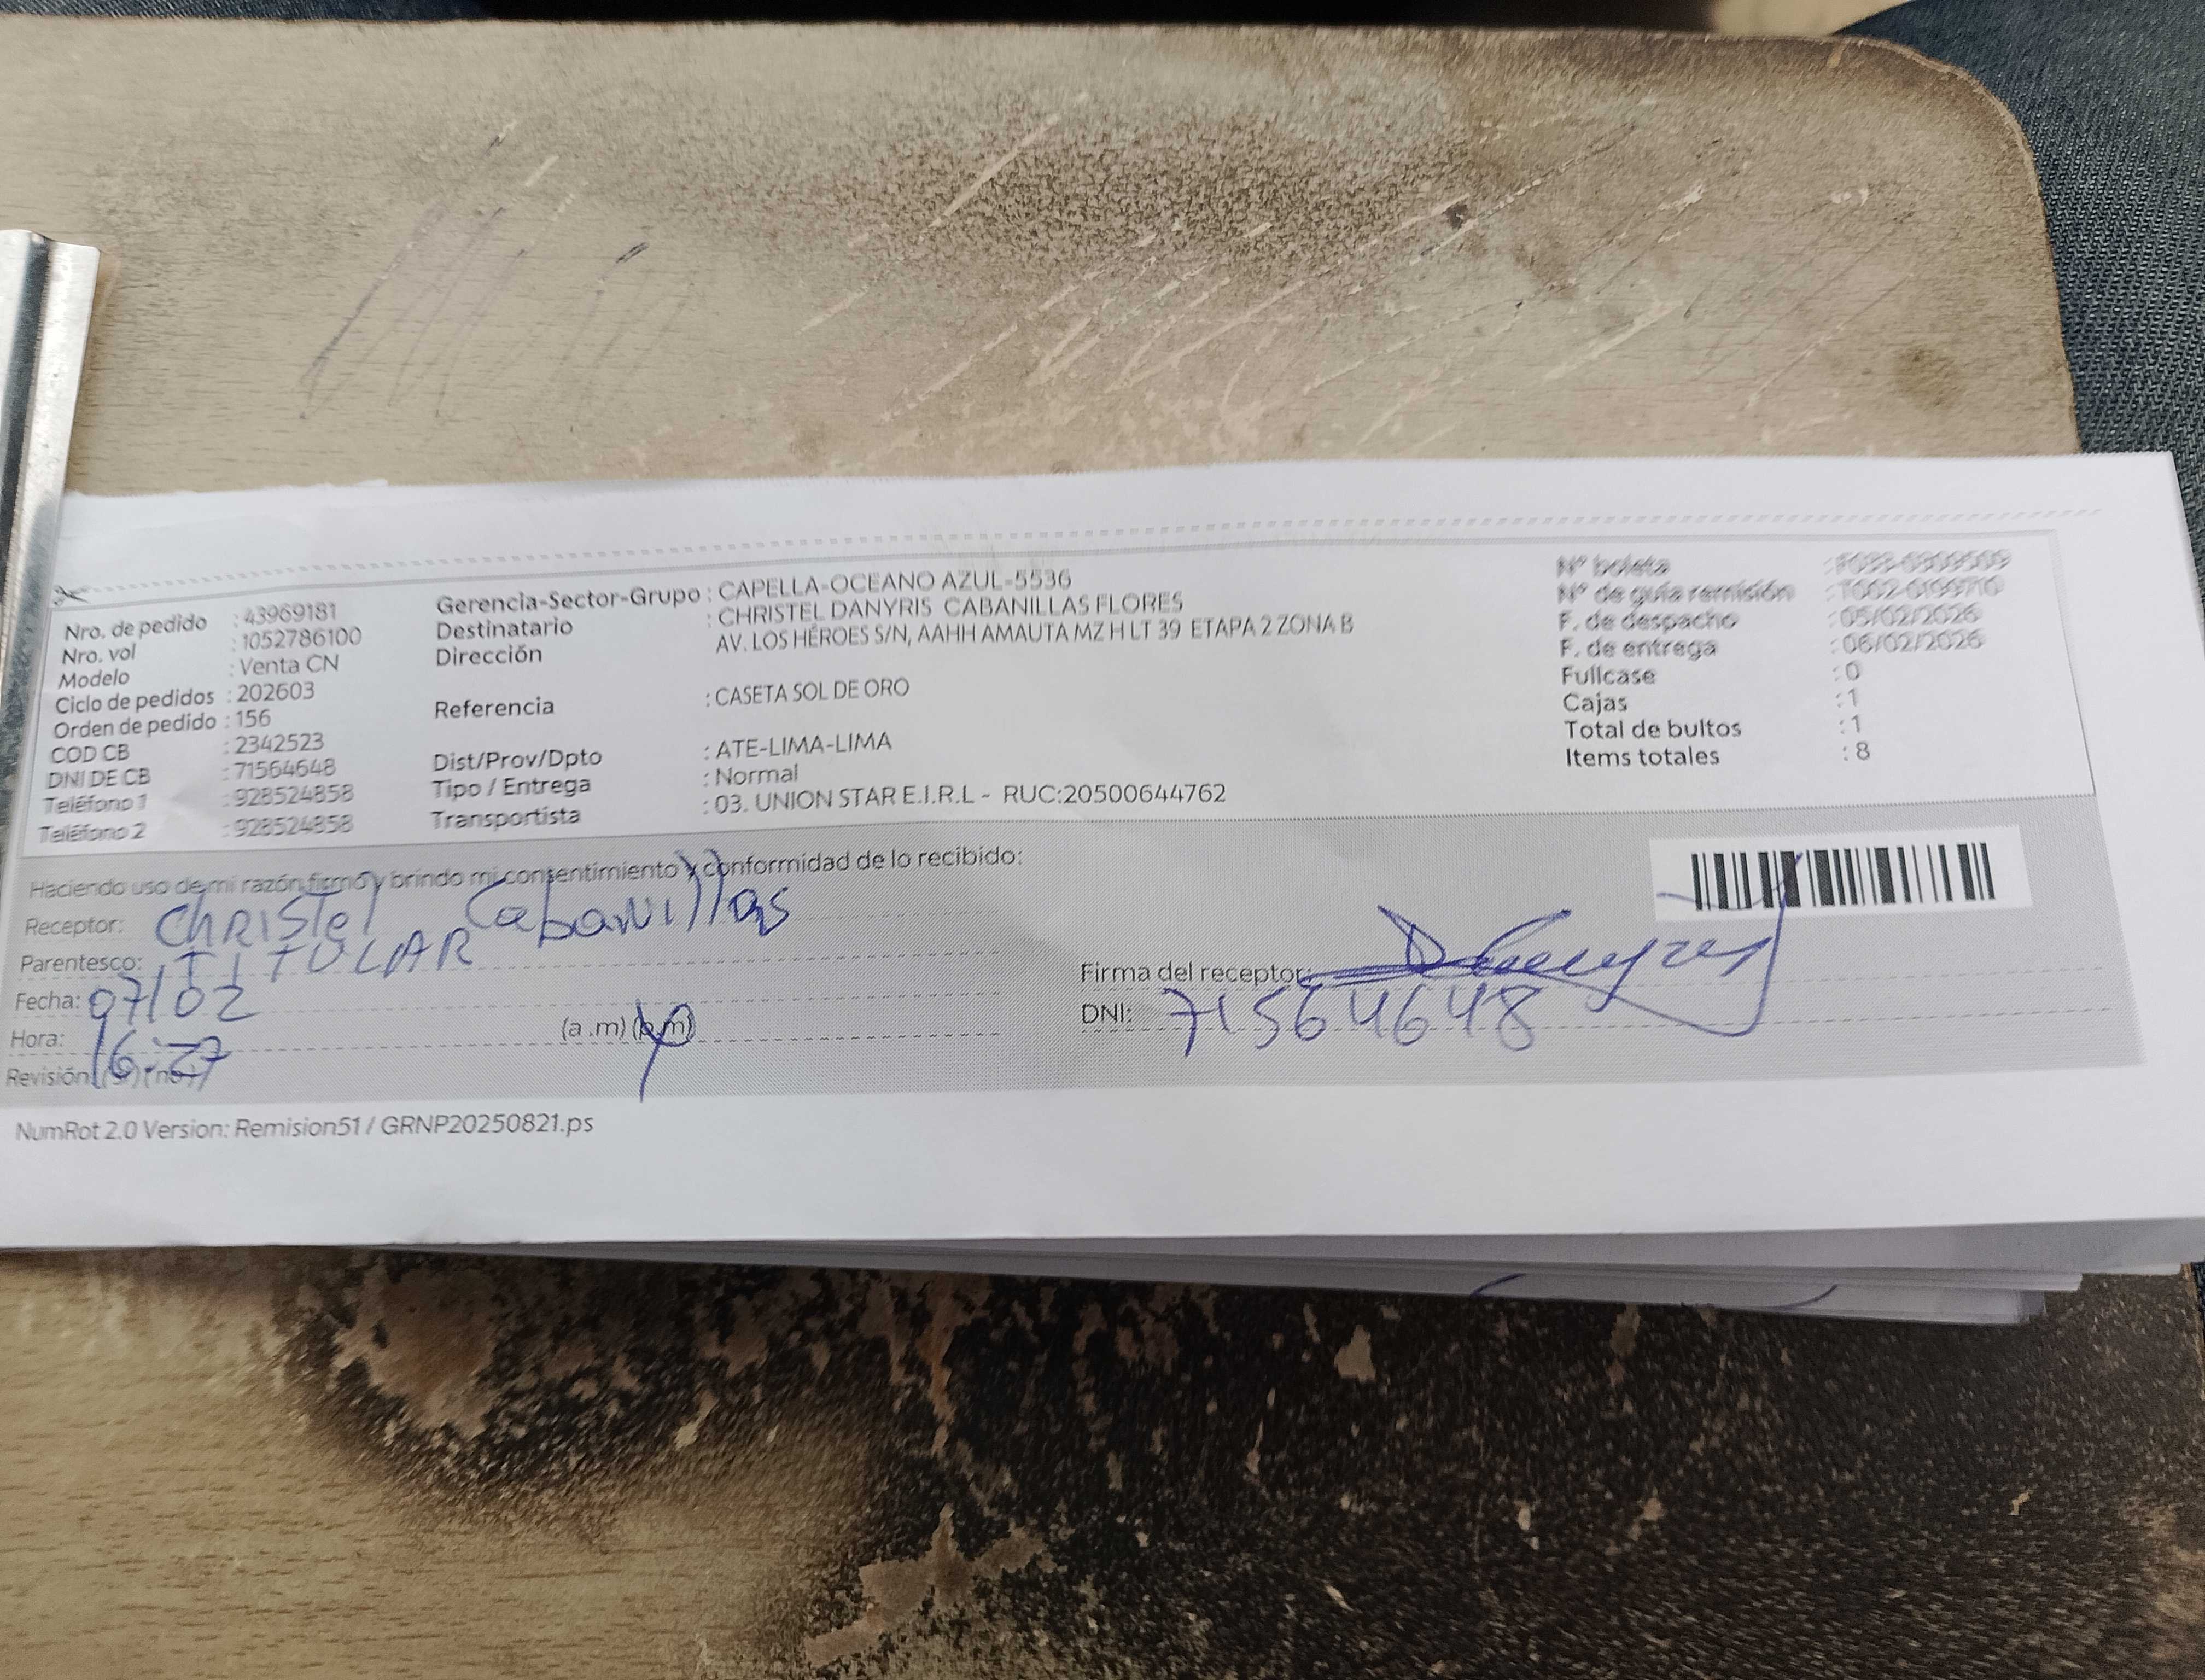 Nro. de pedido : 43969181
Nro. vol : 1052786100
Modelo : Venta CN
Ciclo de pedidos : 202603
Orden de pedido : 156
COD CB : 2342523
DNI DE CB : 71564648
Teléfono 1 : 928524858
Teléfono 2 : 928524858
Gerencia-Sector-Grupo : CAPELLA-OCEANO AZUL-5536
Destinatario : CHRISTEL DANYRIS CABANILLAS FLORES
Dirección AV. LOS HÉROES S/N, AAHH AMAUTA MZ H LT 39 ETAPA 2 ZONA B
Referencia : CASETA SOL DE ORO
Dist/Prov/Dpto : ATE-LIMA-LIMA
Tipo / Entrega : Normal
Transportista : 03. UNION STAR E.I.R.L - RUC:20500644762
Nº boleta
Nº de guía remisión
F. de despacho : 05/02/2026
F. de entrega : 06/02/2026
Fullcase : 0
Cajas : 1
Total de bultos : 1
Items totales : 8
Haciendo uso de mi razón firmo y brindo mi consentimiento y conformidad de lo recibido:
Receptor: Christel Cabanillas
Parentesco: TITULAR
Fecha: 07/02
Hora: 16:27 (a.m) (p.m)
Revisión: (si) (no)
Firma del receptor:
DNI: 71564648
NumRot 2.0 Version: Remision51 / GRNP20250821.ps